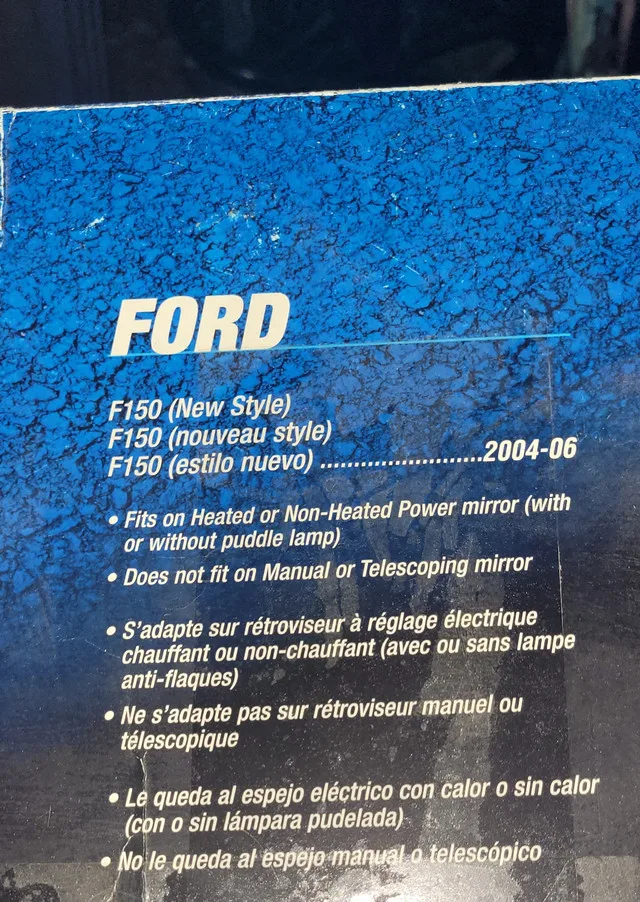 FORD
F150 (New Style)
F150 (nouveau style)
F150 (estilo nuevo) ........................2004-06
• Fits on Heated or Non-Heated Power mirror (with
or without puddle lamp)
• Does not fit on Manual or Telescoping mirror
• S'adapte sur rétroviseur à réglage électrique
chauffant ou non-chauffant (avec ou sans lampe
anti-flaques)
• Ne s'adapte pas sur rétroviseur manuel ou
télescopique
• Le queda al espejo eléctrico con calor o sin calor
(con o sin lámpara pudelada)
• No le queda al espejo manual o telescópico